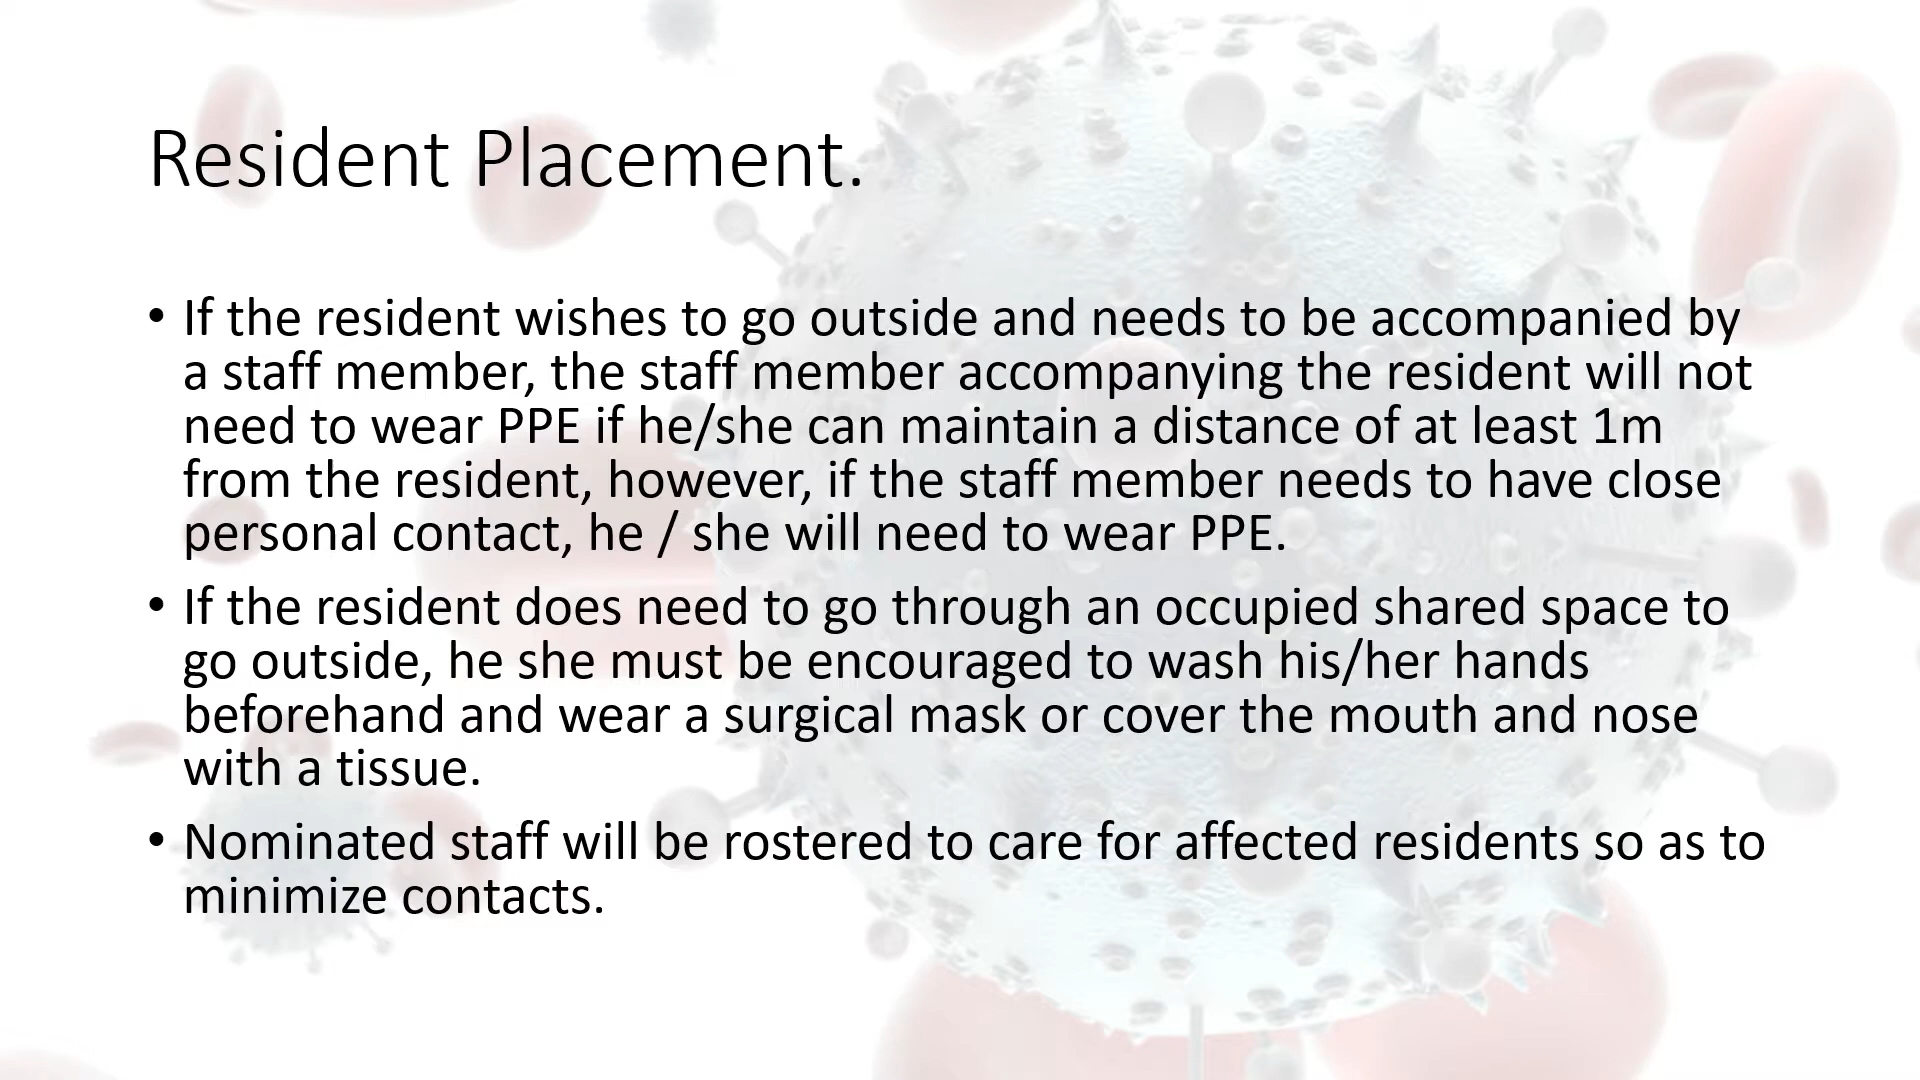 Resident Placement.
• If the resident wishes to go outside and needs to be accompanied by
a staff member, the staff member accompanying the resident will not
need to wear PPE if he/she can maintain a distance of at least 1m
from the resident, however, if the staff member needs to have close
personal contact, he / she will need to wear PPE.
• If the resident does need to go through an occupied shared space to
go outside, he she must be encouraged to wash his/her hands
beforehand and wear a surgical mask or cover the mouth and nose
with a tissue.
• Nominated staff will be rostered to care for affected residents so as to
minimize contacts.